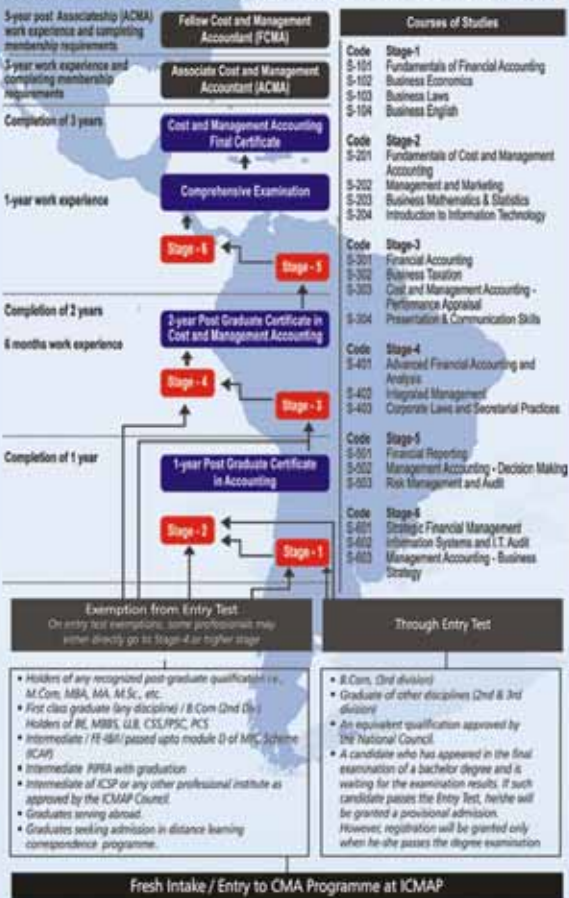 5-year post Associateship (ACMA)
work experience and completing
membership requirements
Fellow Cost and Management
Accountant (FCMA)
3-year work experience and
completing membership
requirements
Associate Cost and Management
Accountant (ACMA)
Completion of 3 years
Cost and Management Accounting
Final Certificate
Comprehensive Examination
1-year work experience
Stage - 6
Stage - 5
Completion of 2 years
2-year Post Graduate Certificate in
Cost and Management Accounting
6 months work experience
Stage - 4
Stage - 3
Completion of 1 year
1-year Post Graduate Certificate
in Accounting
Stage - 2
Stage - 1
Courses of Studies
Code Stage-1
S-101 Fundamentals of Financial Accounting
S-102 Business Economics
S-103 Business Laws
S-104 Business English
Code Stage-2
S-201 Fundamentals of Cost and Management
Accounting
S-202 Management and Marketing
S-203 Business Mathematics & Statistics
S-204 Introduction to Information Technology
Code Stage-3
S-301 Financial Accounting
S-302 Business Taxation
S-303 Cost and Management Accounting -
Performance Appraisal
S-304 Presentation & Communication Skills
Code Stage-4
S-401 Advanced Financial Accounting and
Analysis
S-402 Integrated Management
S-403 Corporate Laws and Secretarial Practices
Code Stage-5
S-501 Financial Reporting
S-502 Management Accounting - Decision Making
S-503 Risk Management and Audit
Code Stage-6
S-601 Strategic Financial Management
S-602 Information Systems and I.T. Audit
S-603 Management Accounting - Business
Strategy
Exemption from Entry Test
On entry test exemptions, some professionals may
either directly go to Stage-4 or higher stage
• Holders of any recognized post-graduate qualification i.e.,
M.Com, MBA, MA. M.Sc., etc.
• First class graduate (any discipline) / B.Com (2nd Div.)
Holders of BE, MBBS, LLB, CSS,FPSC, PCS
• Intermediate / passed upto module D of Scheme
(ICAP)
• Intermediate with graduation
• Intermediate of ICSP or any other professional institute as
approved by the ICMAP Council.
• Graduates serving abroad.
• Graduates seeking admission in distance learning
correspondence programme.
Through Entry Test
• B.Com, (3rd division)
• Graduate of other disciplines (2nd & 3rd
division)
• An equivalent qualification approved by
the National Council.
• A candidate who has appeared in the final
examination of a bachelor degree and is
waiting for the examination results. If such
candidate passes the Entry Test, he/she will
be granted a provisional admission.
However, registration will be granted only
when he-she passes the degree examination
Fresh Intake / Entry to CMA Programme at ICMAP